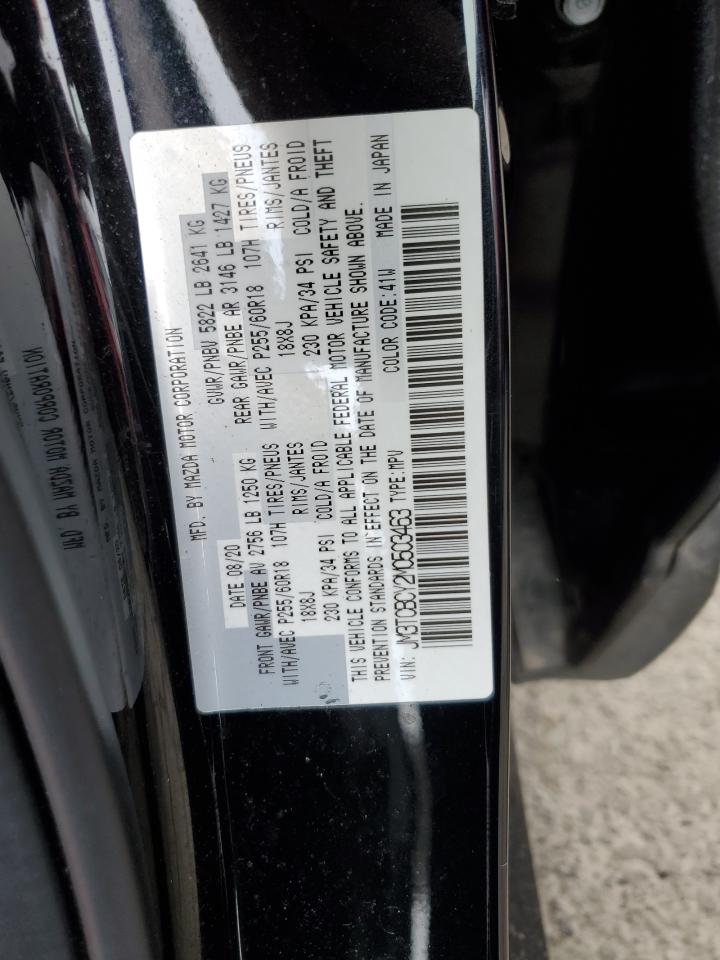 MFD. BY MAZDA MOTOR CORPORATION
DATE 08/20 GVWR/PNBV 5822 LB 2641 KG
FRONT GAWR/PNBE AV 2756 LB 1250 KG REAR GAWR/PNBE AR 3146 LB 1427 KG
WITH/AVEC P255/60R18 107H TIRES/PNEUS WITH/AVEC P255/60R18 107H TIRES/PNEUS
18X8J RIMS/JANTES 18X8J RIMS/JANTES
230 KPA/34 PSI COLD/A FROID 230 KPA/34 PSI COLD/A FROID
THIS VEHICLE CONFORMS TO ALL APPLICABLE FEDERAL MOTOR VEHICLE SAFETY AND THEFT
PREVENTION STANDARDS IN EFFECT ON THE DATE OF MANUFACTURE SHOWN ABOVE.
COLOR CODE:41W MADE IN JAPAN
VIN: JM3TCBCY2M0503463 TYPE:MPV